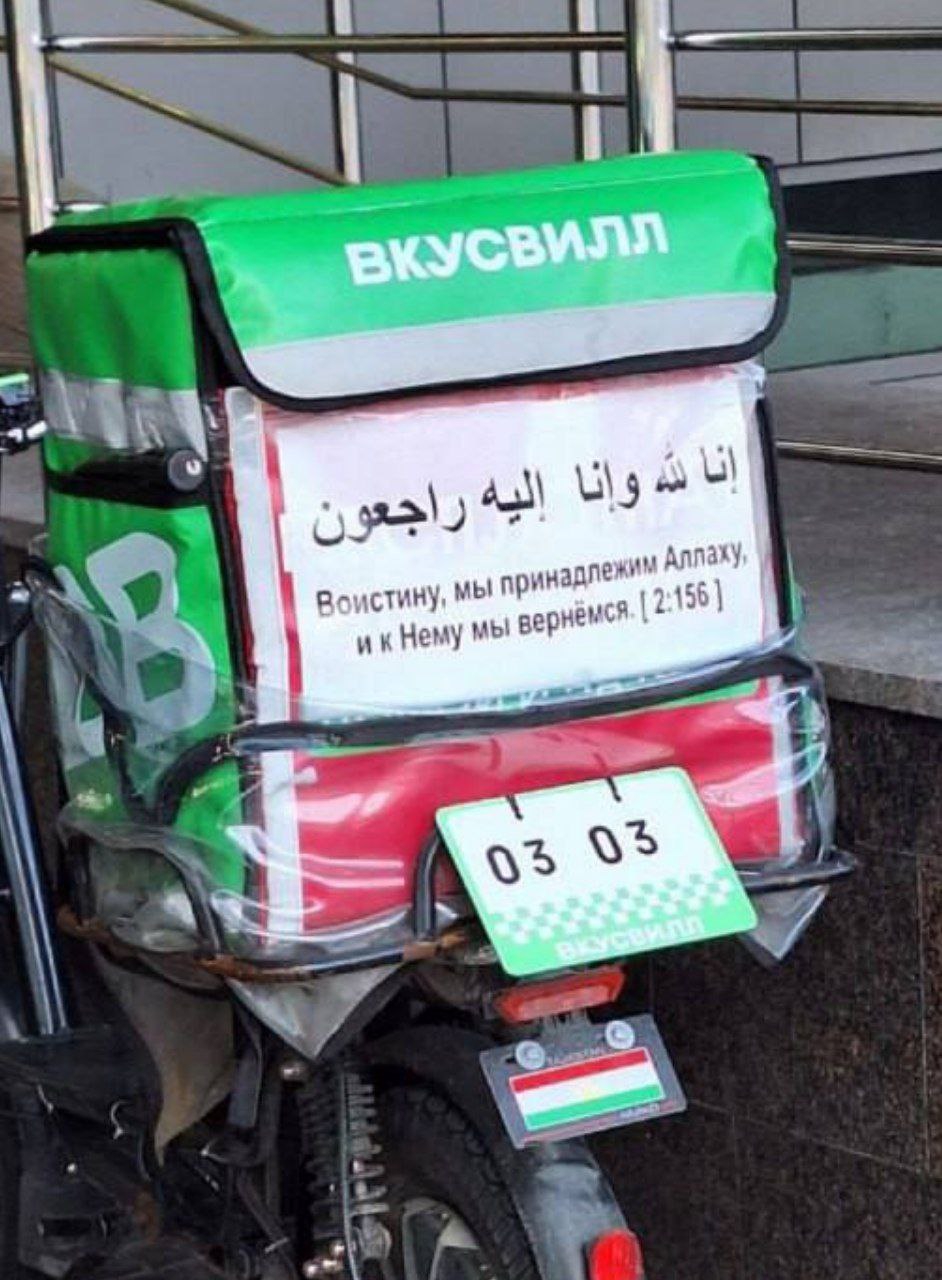 ВКУСВИЛЛ
إنا لله وإنا إليه راجعون
Воистину, мы принадлежим Аллаху,
и к Нему мы вернёмся. [ 2:156 ]
В
03 03
ВКУСВИЛЛ